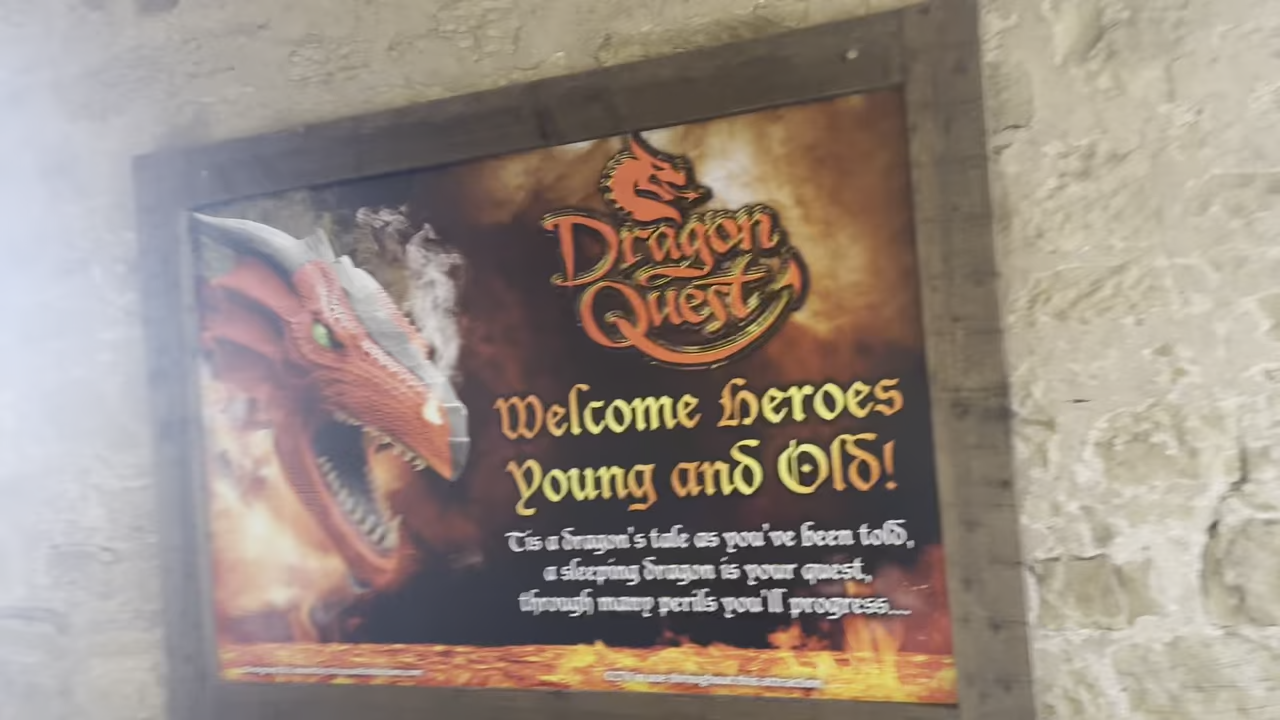 Dragon
Quest
Welcome Heroes
Young and Old!
Tis a dragon's tale as you've been told,
a sleeping dragon is your quest,
through many perils you'll progress...